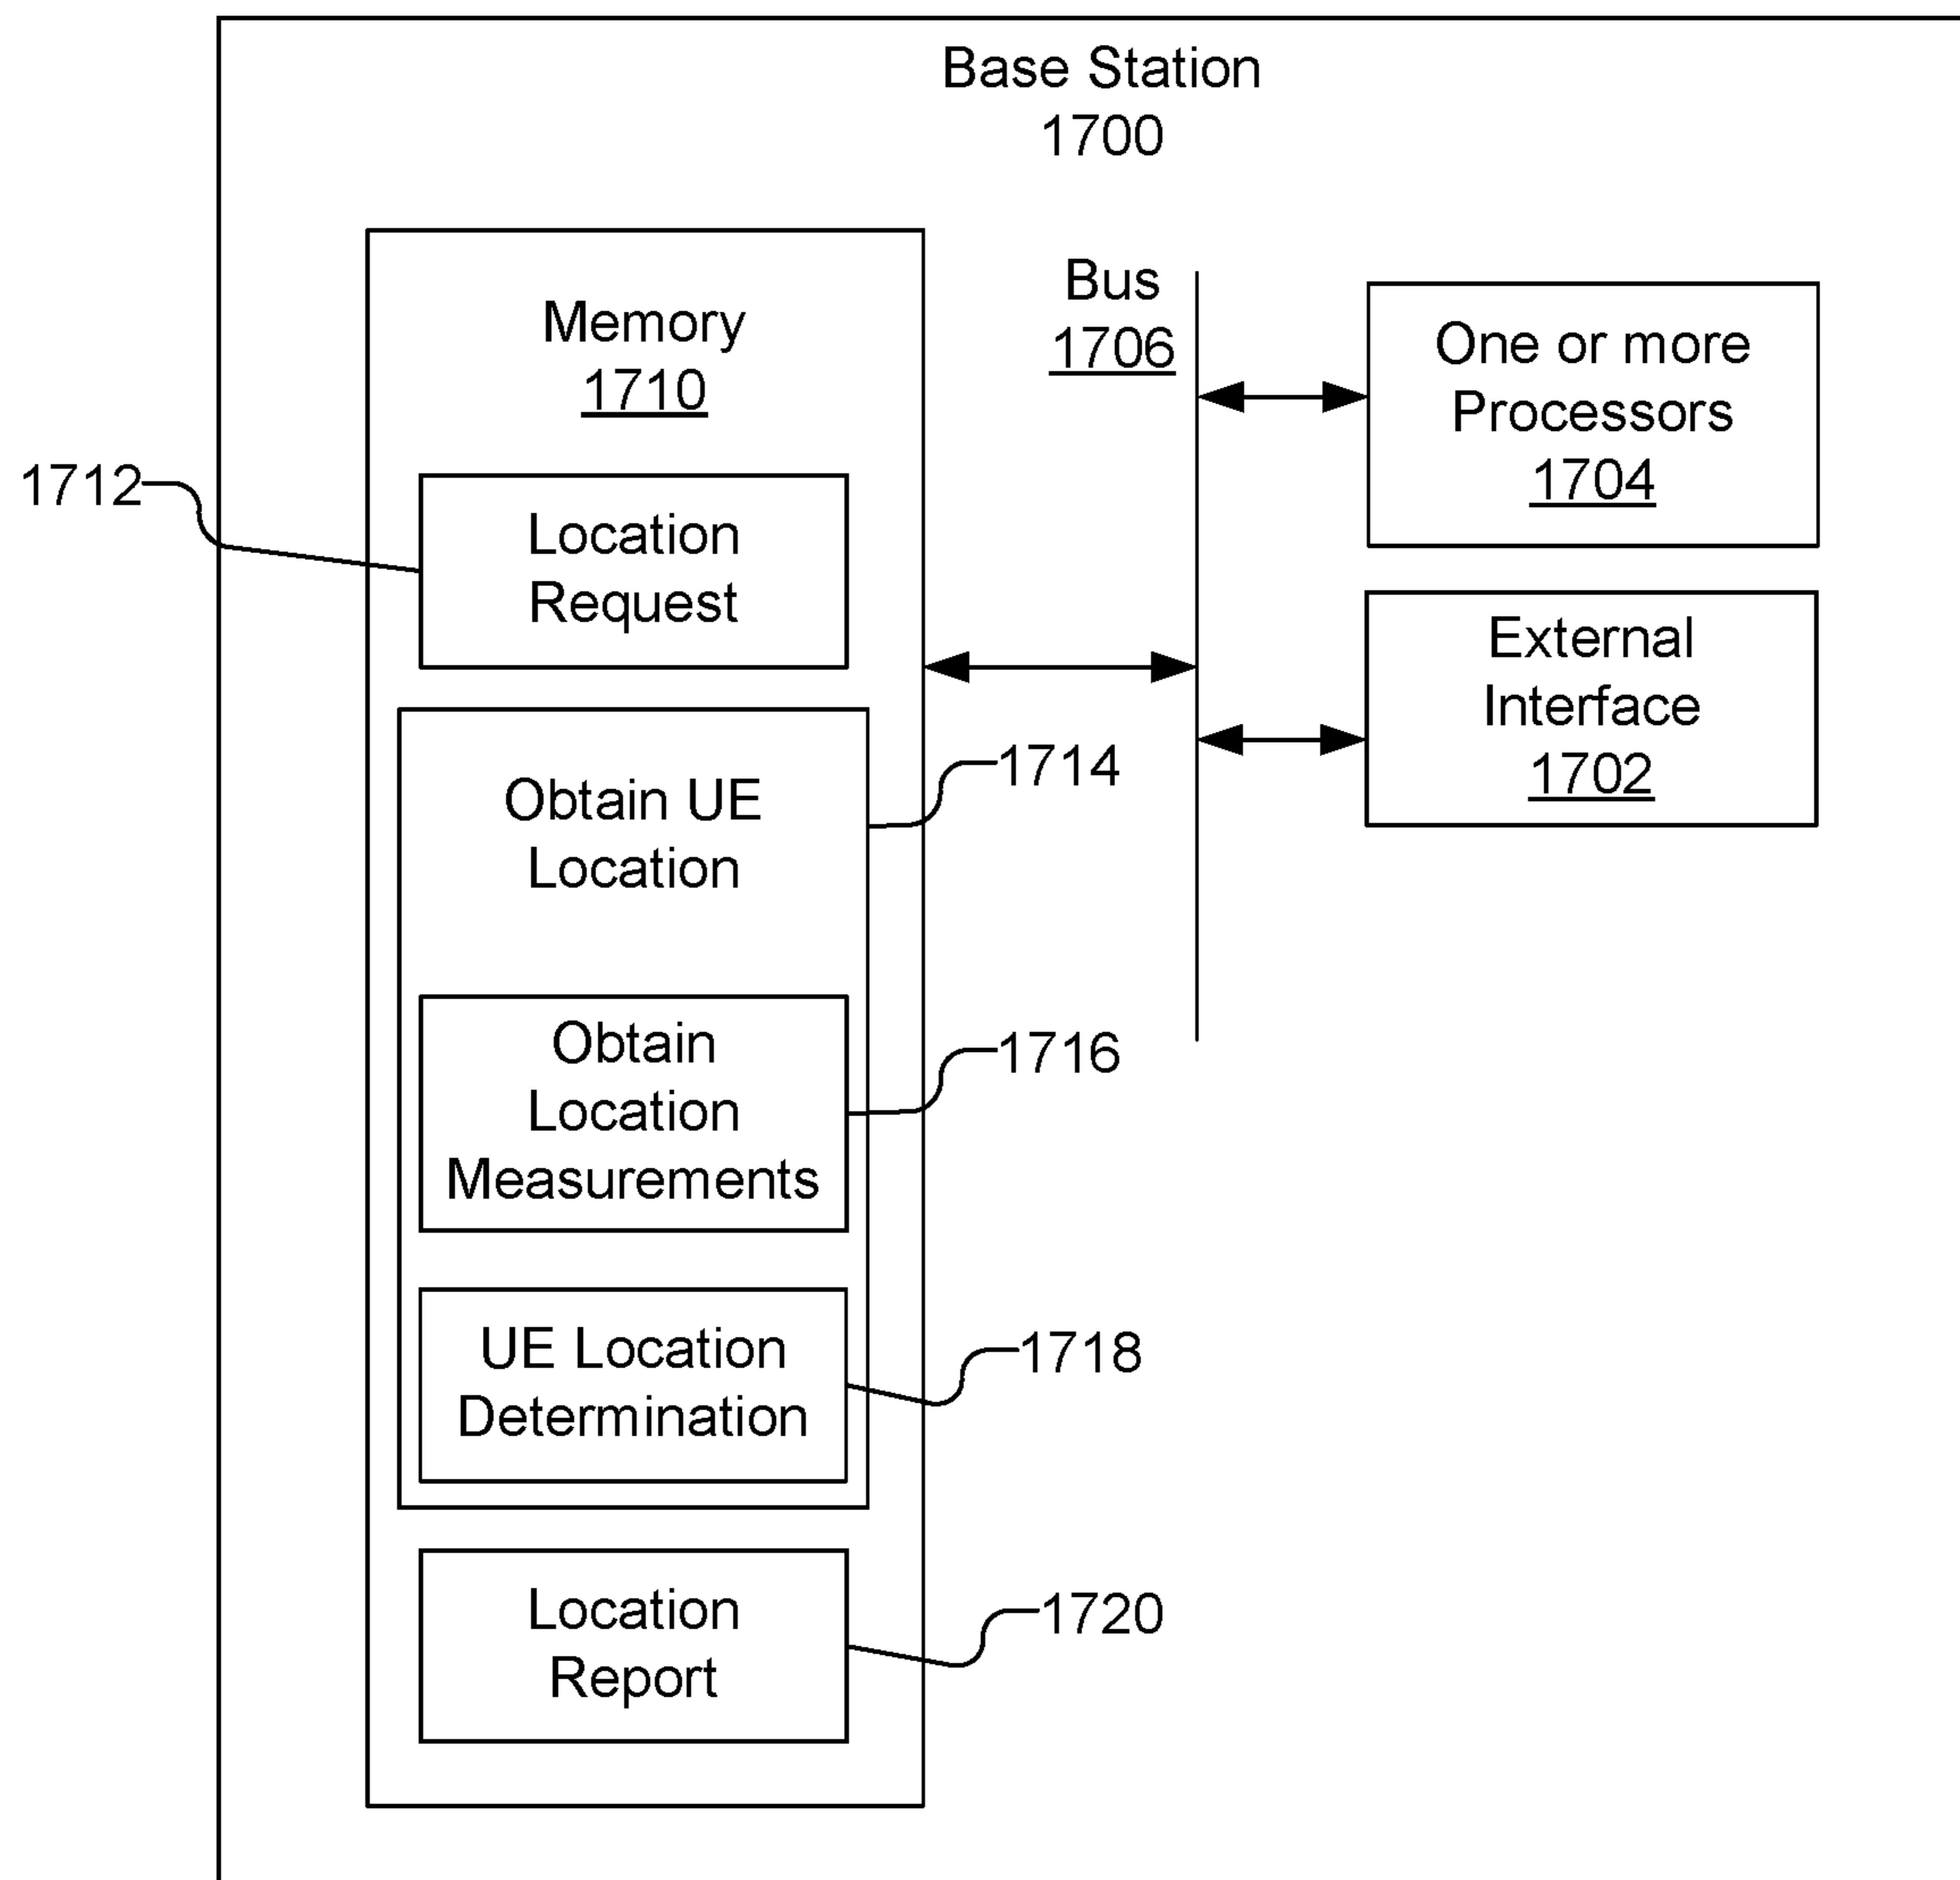 Base Station
1700
Memory
1710
Bus
1706
One or more
Processors
1704
1712
Location
Request
External
Interface
1702
Obtain UE
Location
1714
Obtain
Location
Measurements
1716
UE Location
Determination
1718
Location
Report
1720